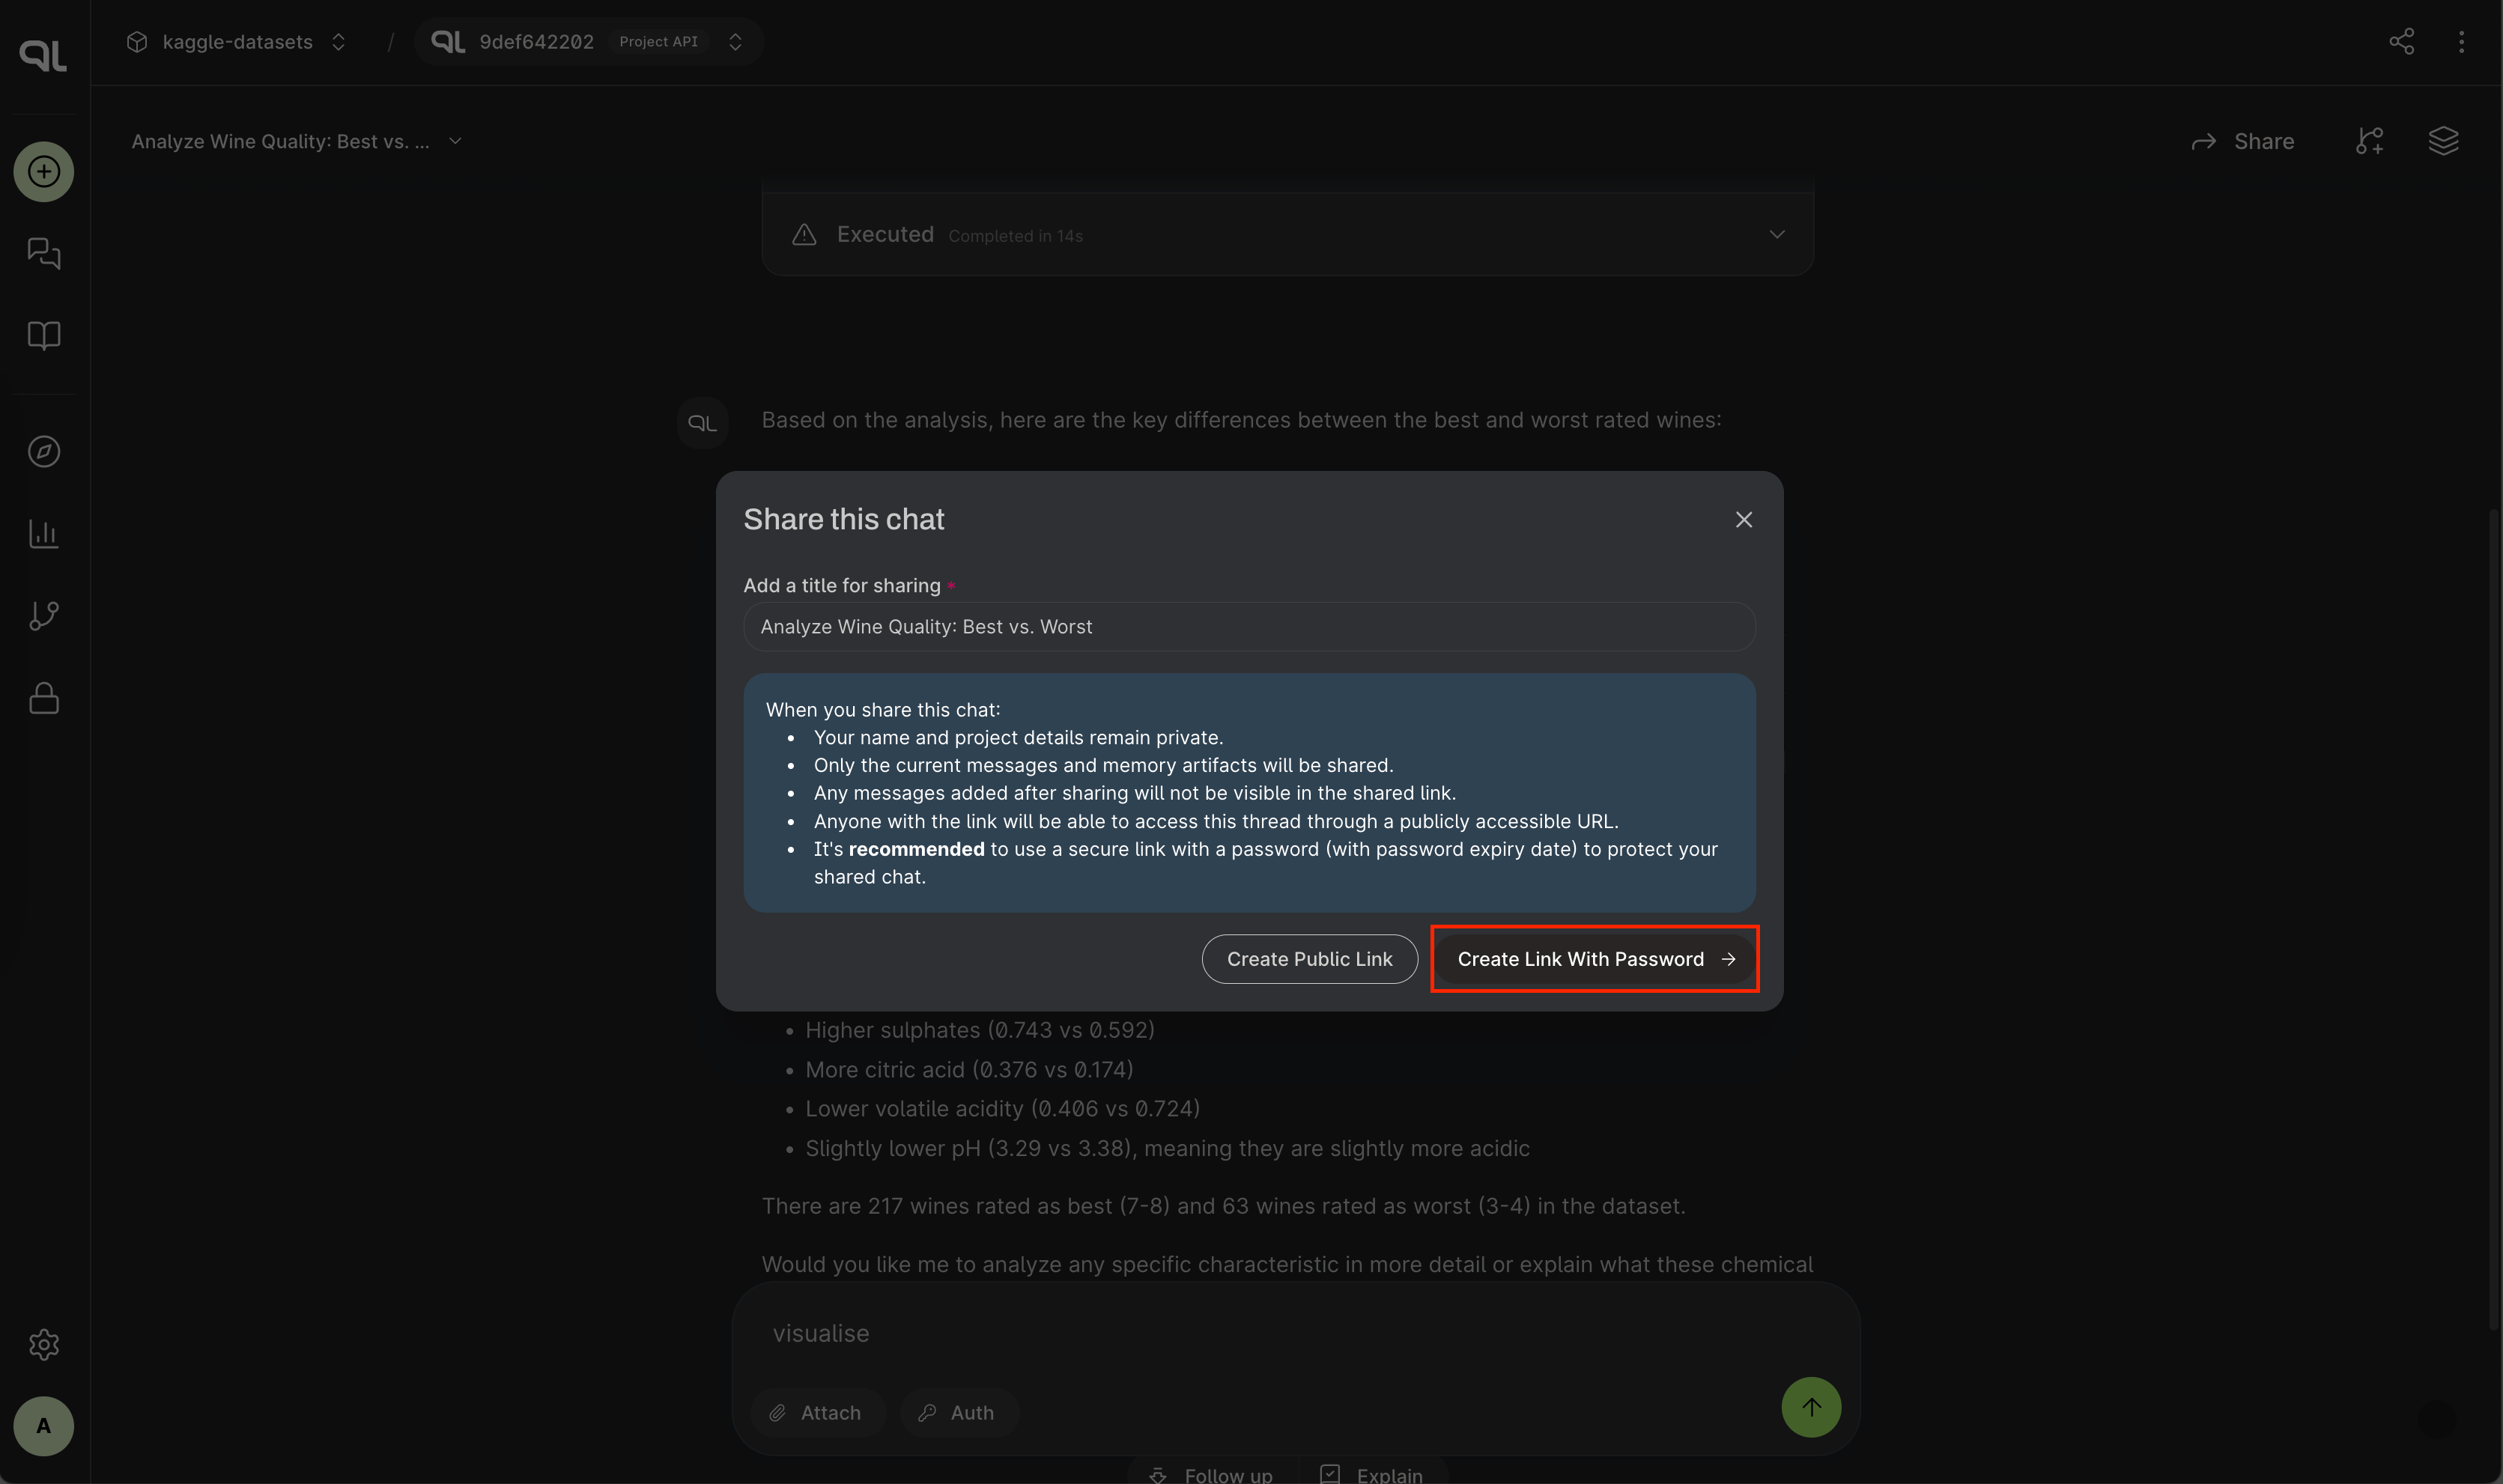 kaggle-datasets / 9def642202 Project API
Analyze Wine Quality: Best vs. ...
Share
Executed Completed in 14s
Based on the analysis, here are the key differences between the best and worst rated wines:
Share this chat
Add a title for sharing *
Analyze Wine Quality: Best vs. Worst
When you share this chat:
• Your name and project details remain private.
• Only the current messages and memory artifacts will be shared.
• Any messages added after sharing will not be visible in the shared link.
• Anyone with the link will be able to access this thread through a publicly accessible URL.
• It's recommended to use a secure link with a password (with password expiry date) to protect your
shared chat.
Create Public Link
Create Link With Password
• Higher sulphates (0.743 vs 0.592)
• More citric acid (0.376 vs 0.174)
• Lower volatile acidity (0.406 vs 0.724)
• Slightly lower pH (3.29 vs 3.38), meaning they are slightly more acidic
There are 217 wines rated as best (7-8) and 63 wines rated as worst (3-4) in the dataset.
Would you like me to analyze any specific characteristic in more detail or explain what these chemical
visualise
Attach
Auth
A
Follow up
Explain